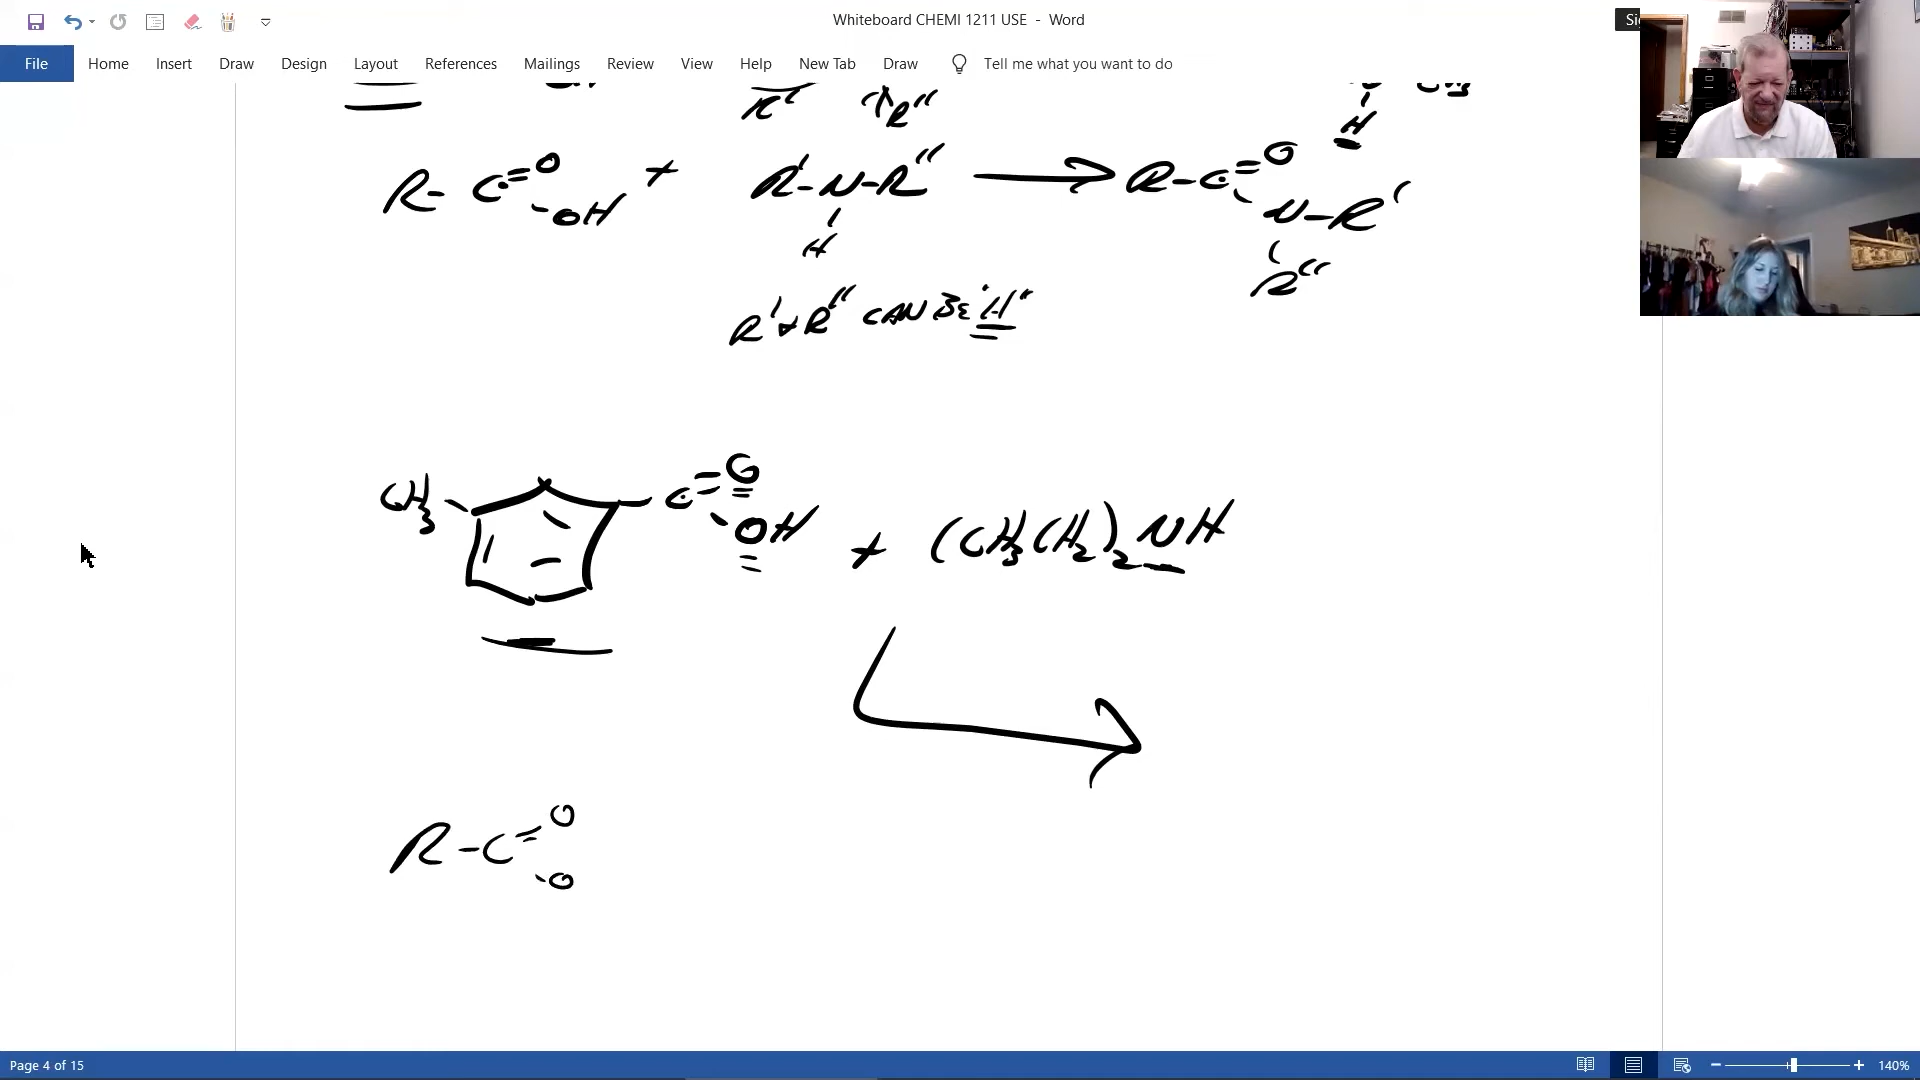 Whiteboard CHEMI 1211 USE - Word
File Home Insert Draw Design Layout References Mailings Review View Help New Tab Draw Tell me what you want to do
R' R''
H
R-C=O -OH + R'-N-R'' → R-C=O
N-R'
H
R''
R' & R'' CAN BE "H"
CH3 -C=O -OH + (CH3CH2)2NH
R-C=O
-O
Page 4 of 15 140%